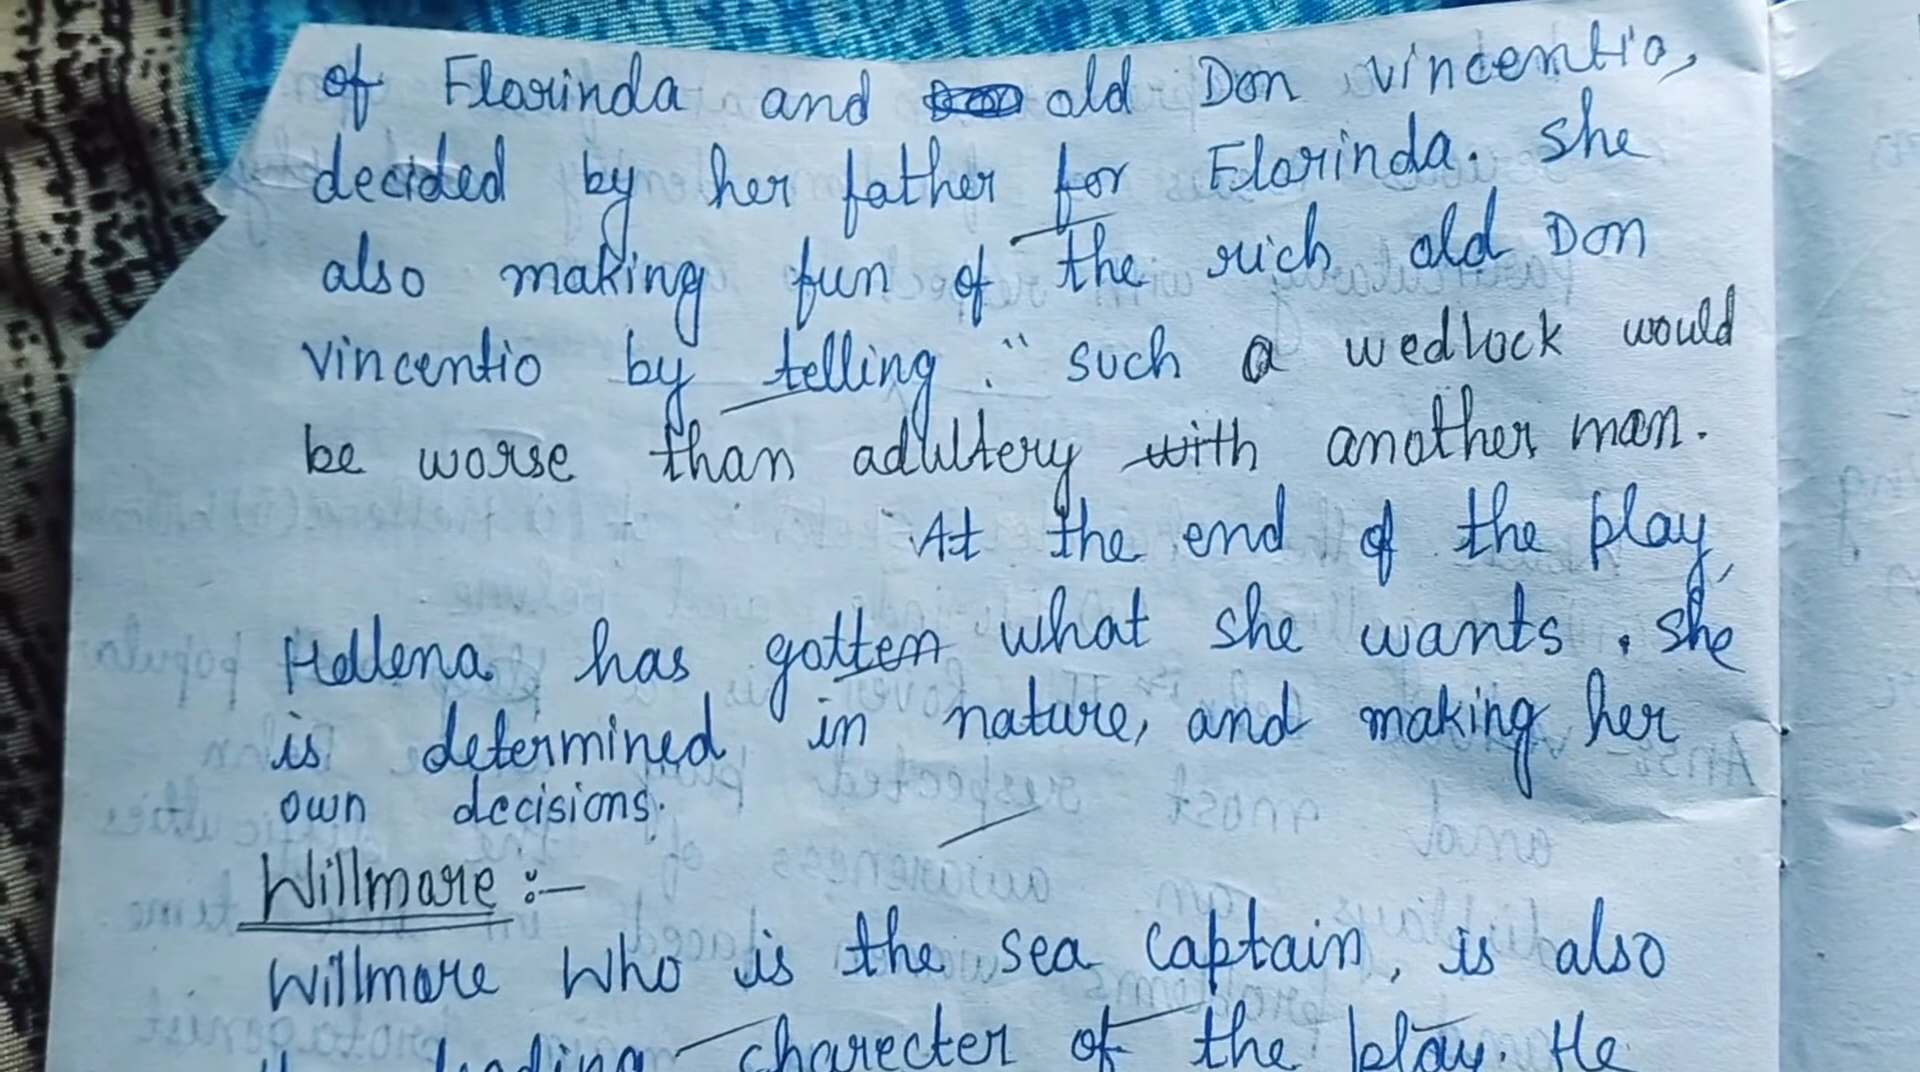 of Florinda and old Don vincentio,
decided by her father for Florinda. she
also making fun of the rich old Don
vincentio by telling : " such a wedlock would
be worse than adultery with another man.
At the end of the play,
Hellena has gotten what she wants. she
is determined in nature, and making her
own decisions.
Willmore :-
Willmore Who is the sea captain, is also
leading charecter of the play. He